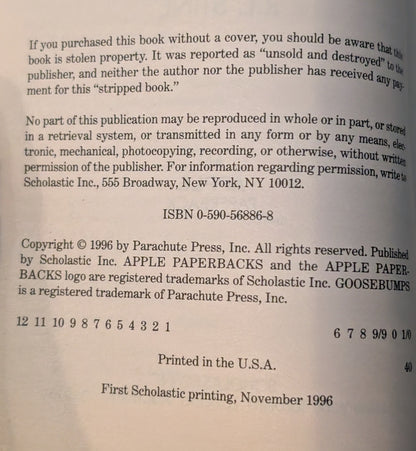 If you purchased this book without a cover, you should be aware that this
book is stolen property. It was reported as “unsold and destroyed” to the
publisher, and neither the author nor the publisher has received any pay-
ment for this “stripped book.”
No part of this publication may be reproduced in whole or in part, or stored
in a retrieval system, or transmitted in any form or by any means, elec-
tronic, mechanical, photocopying, recording, or otherwise, without written
permission of the publisher. For information regarding permission, write to
Scholastic Inc., 555 Broadway, New York, NY 10012.
ISBN 0-590-56886-8
Copyright © 1996 by Parachute Press, Inc. All rights reserved. Published
by Scholastic Inc. APPLE PAPERBACKS and the APPLE PAPER-
BACKS logo are registered trademarks of Scholastic Inc. GOOSEBUMPS
is a registered trademark of Parachute Press, Inc.
12 11 10 9 8 7 6 5 4 3 2 1 6 7 8 9/9 0 1/0
Printed in the U.S.A. 40
First Scholastic printing, November 1996